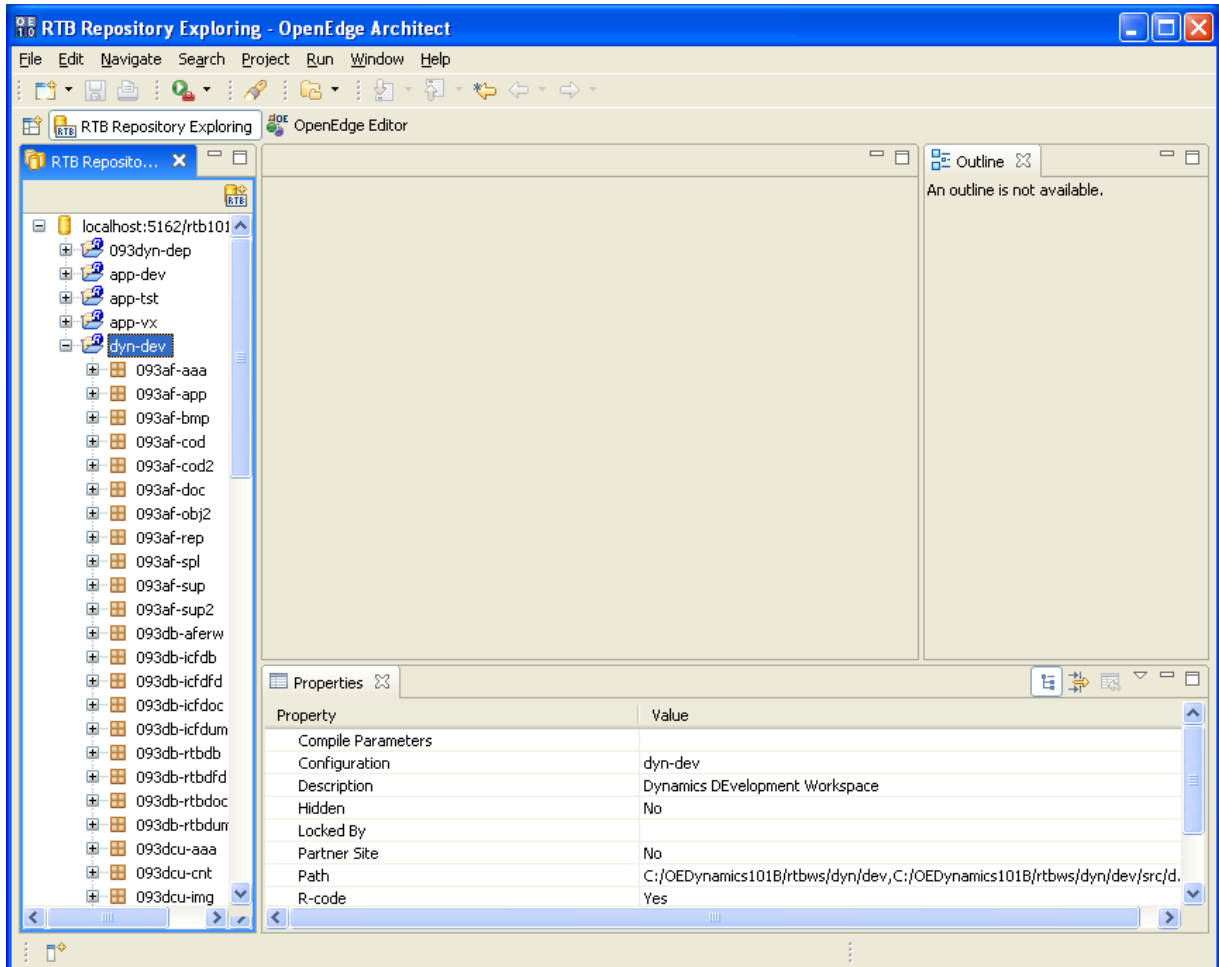 RTB Repository Exploring - OpenEdge Architect
File Edit Navigate Search Project Run Window Help
RTB Repository Exploring OpenEdge Editor
RTB Reposito...
Outline
An outline is not available.
localhost:5162/rtb101
093dyn-dep
app-dev
app-tst
app-vx
dyn-dev
093af-aaa
093af-app
093af-bmp
093af-cod
093af-cod2
093af-doc
093af-obj2
093af-rep
093af-spl
093af-sup
093af-sup2
093db-aferw
093db-icfdb
093db-icfdfd
093db-icfdoc
093db-icfdum
093db-rtbdb
093db-rtbdfd
093db-rtbdoc
093db-rtbdum
093dcu-aaa
093dcu-cnt
093dcu-img
Properties
Property Value
Compile Parameters
Configuration dyn-dev
Description Dynamics DEvelopment Workspace
Hidden No
Locked By
Partner Site No
Path C:/OEDynamics101B/rtbws/dyn/dev,C:/OEDynamics101B/rtbws/dyn/dev/src/d.
R-code Yes